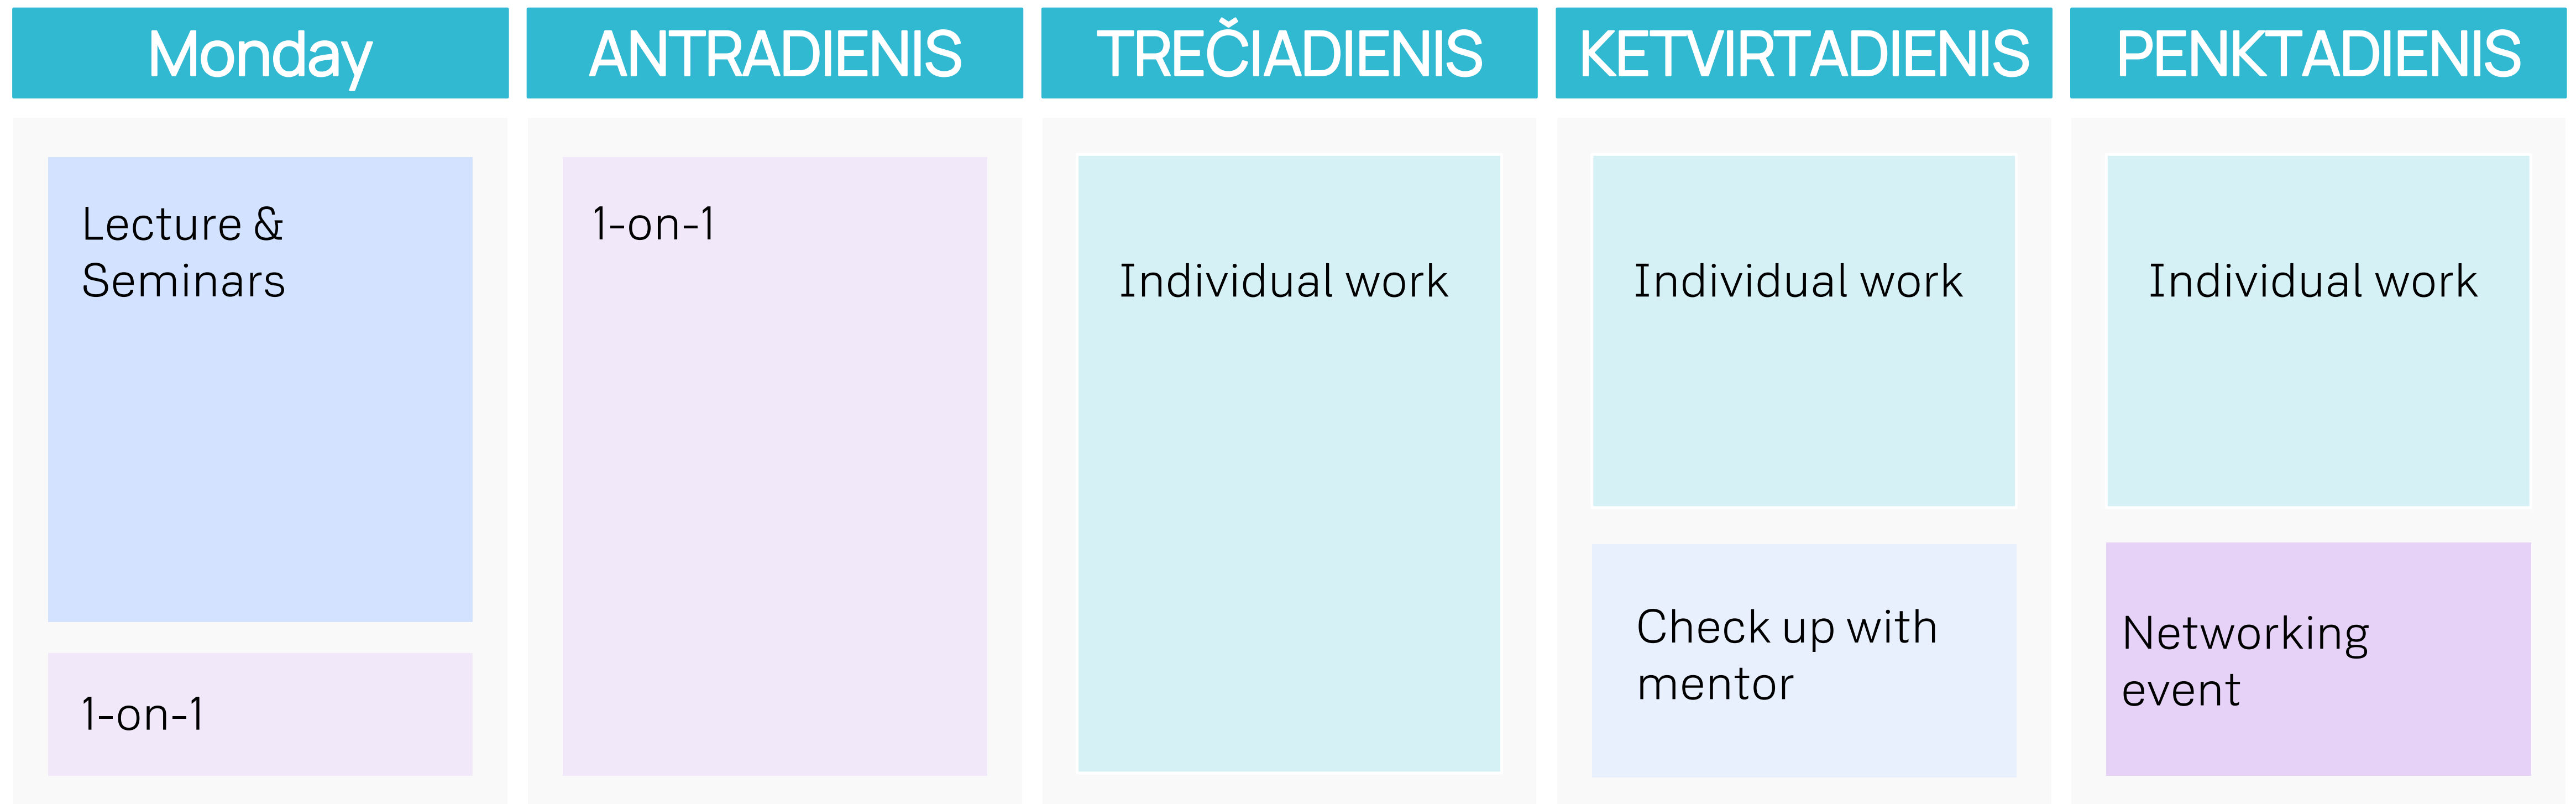 Monday
ANTRADIENIS
TREČIADIENIS
KETVIRTADIENIS
PENKTADIENIS
Lecture &
Seminars
1-on-1
1-on-1
Individual work
Individual work
Check up with
mentor
Individual work
Networking
event